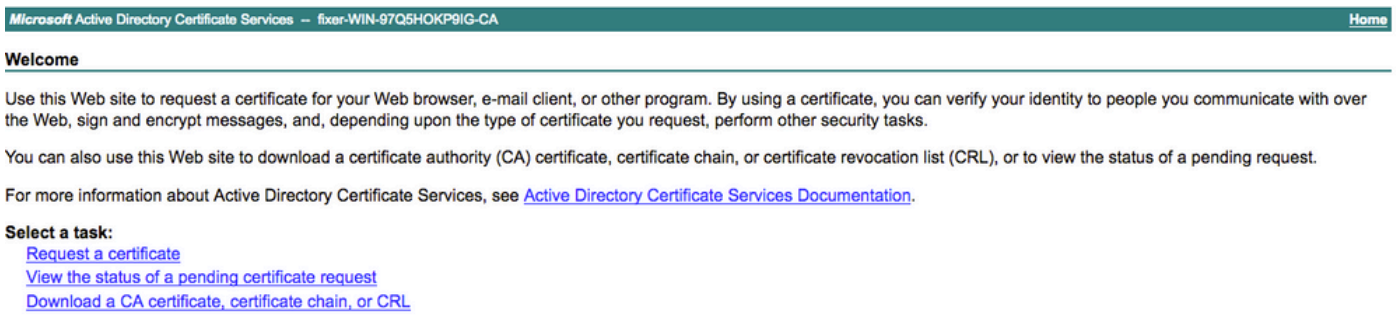 Microsoft Active Directory Certificate Services -- fixer-WIN-97Q5HOKP9IG-CA Home
Welcome
Use this Web site to request a certificate for your Web browser, e-mail client, or other program. By using a certificate, you can verify your identity to people you communicate with over
the Web, sign and encrypt messages, and, depending upon the type of certificate you request, perform other security tasks.
You can also use this Web site to download a certificate authority (CA) certificate, certificate chain, or certificate revocation list (CRL), or to view the status of a pending request.
For more information about Active Directory Certificate Services, see Active Directory Certificate Services Documentation.
Select a task:
Request a certificate
View the status of a pending certificate request
Download a CA certificate, certificate chain, or CRL